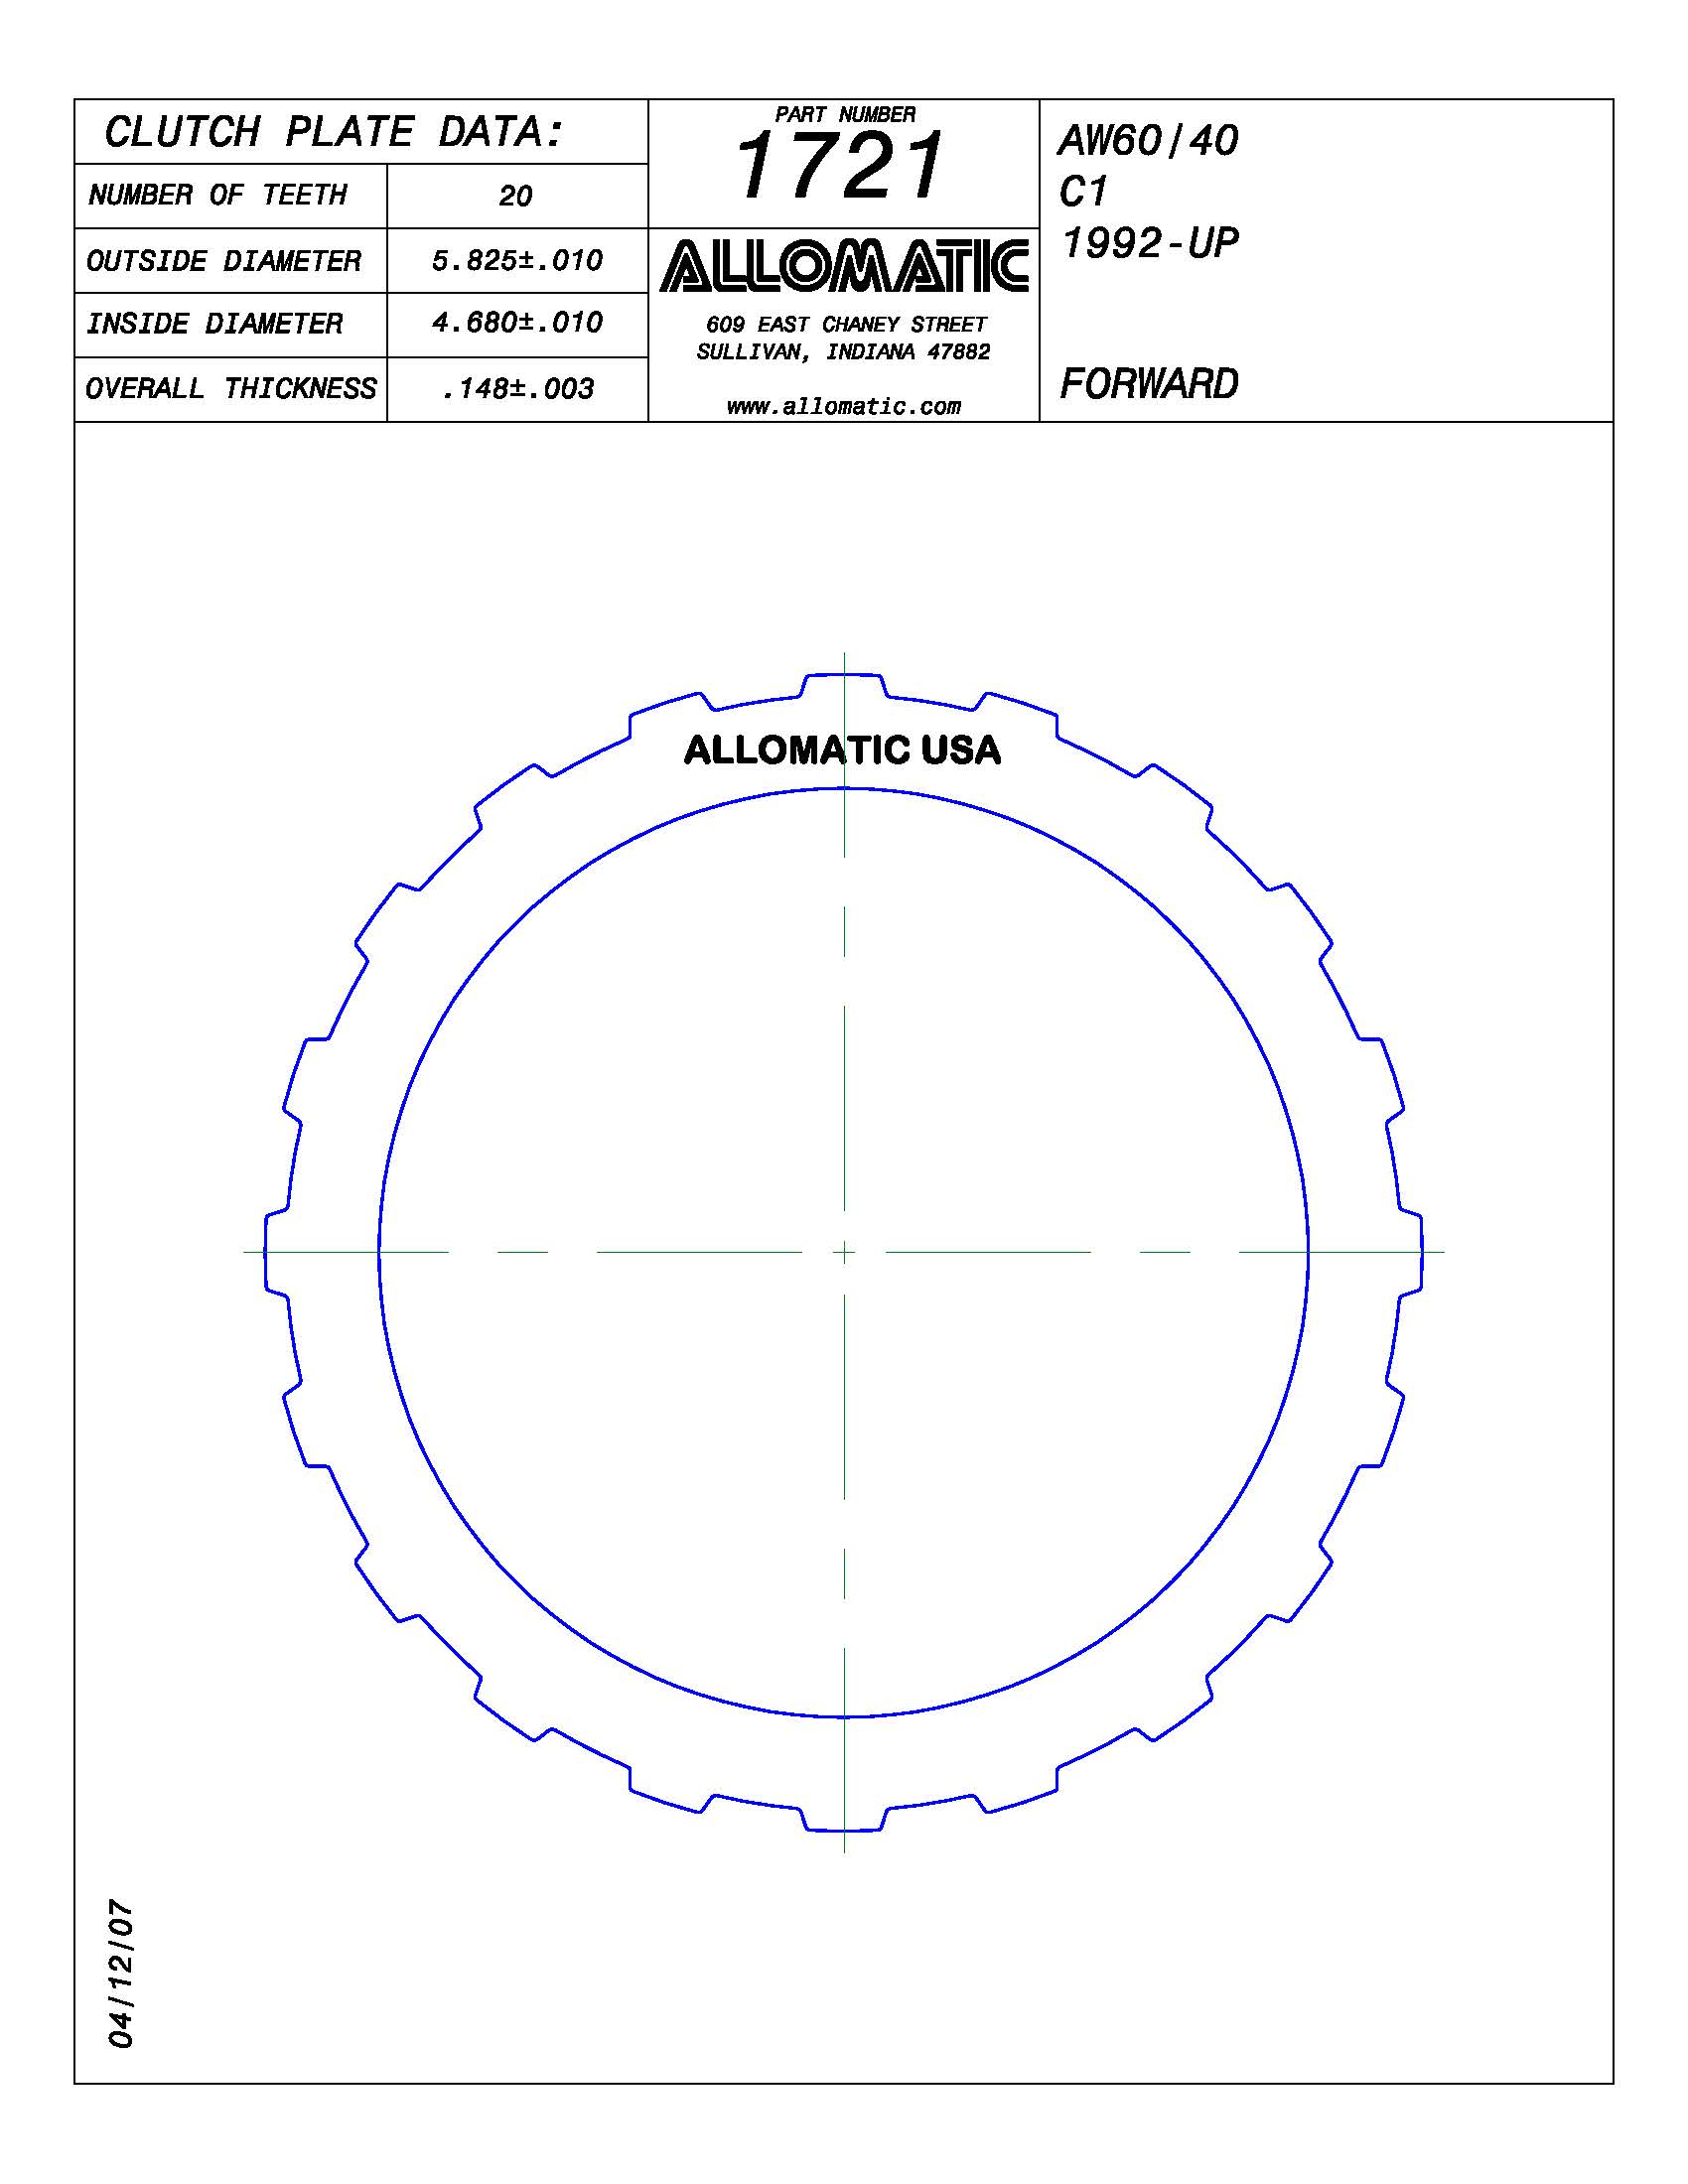 CLUTCH PLATE DATA:
NUMBER OF TEETH 20
OUTSIDE DIAMETER 5.825±.010
INSIDE DIAMETER 4.680±.010
OVERALL THICKNESS .148±.003
PART NUMBER
1721
ALLOMATIC
609 EAST CHANEY STREET
SULLIVAN, INDIANA 47882
www.allomatic.com
AW60/40
C1
1992-UP
FORWARD
ALLOMATIC USA
04/12/07